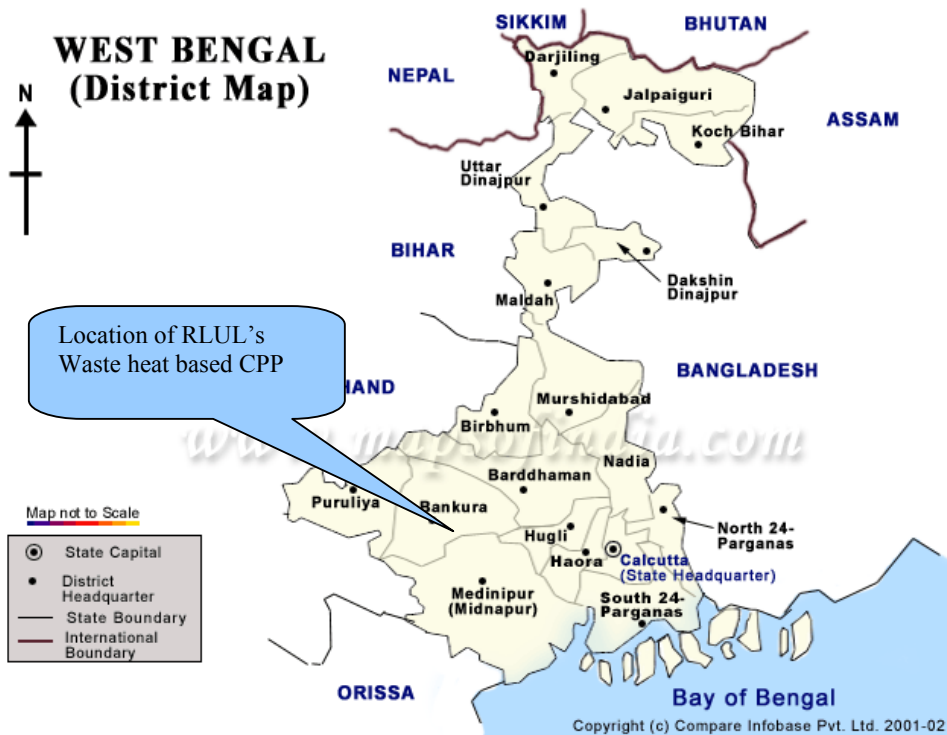 WEST BENGAL
(District Map)
N
SIKKIM
BHUTAN
NEPAL
Darjiling
Jalpaiguri
ASSAM
Koch Bihar
Uttar
Dinajpur
BIHAR
Dakshin
Dinajpur
Maldah
Location of RLUL's
Waste heat based CPP
HAND
BANGLADESH
Murshidabad
Birbhum
www.mapsofindia.com
Nadia
Barddhaman
Puruliya
Bankura
Map not to Scale
North 24-
Parganas
Hugli
Haora
Calcutta
(State Headquarter)
State Capital
District
Headquarter
State Boundary
International
Boundary
Medinipur
(Midnapur)
South 24-
Parganas
ORISSA
Bay of Bengal
Copyright (c) Compare Infobase Pvt. Ltd. 2001-02